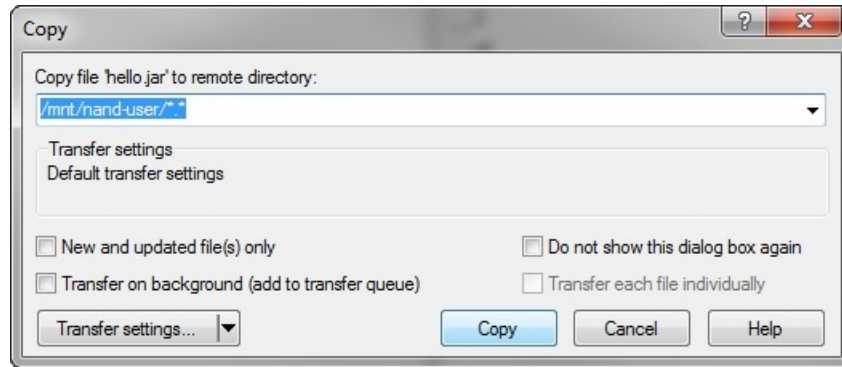 Copy
?
Copy file 'hello.jar' to remote directory:
/mnt/nand-user/*.*
Transfer settings
Default transfer settings
New and updated file(s) only
Do not show this dialog box again
Transfer on background (add to transfer queue)
Transfer each file individually
Transfer settings...
Copy
Cancel
Help